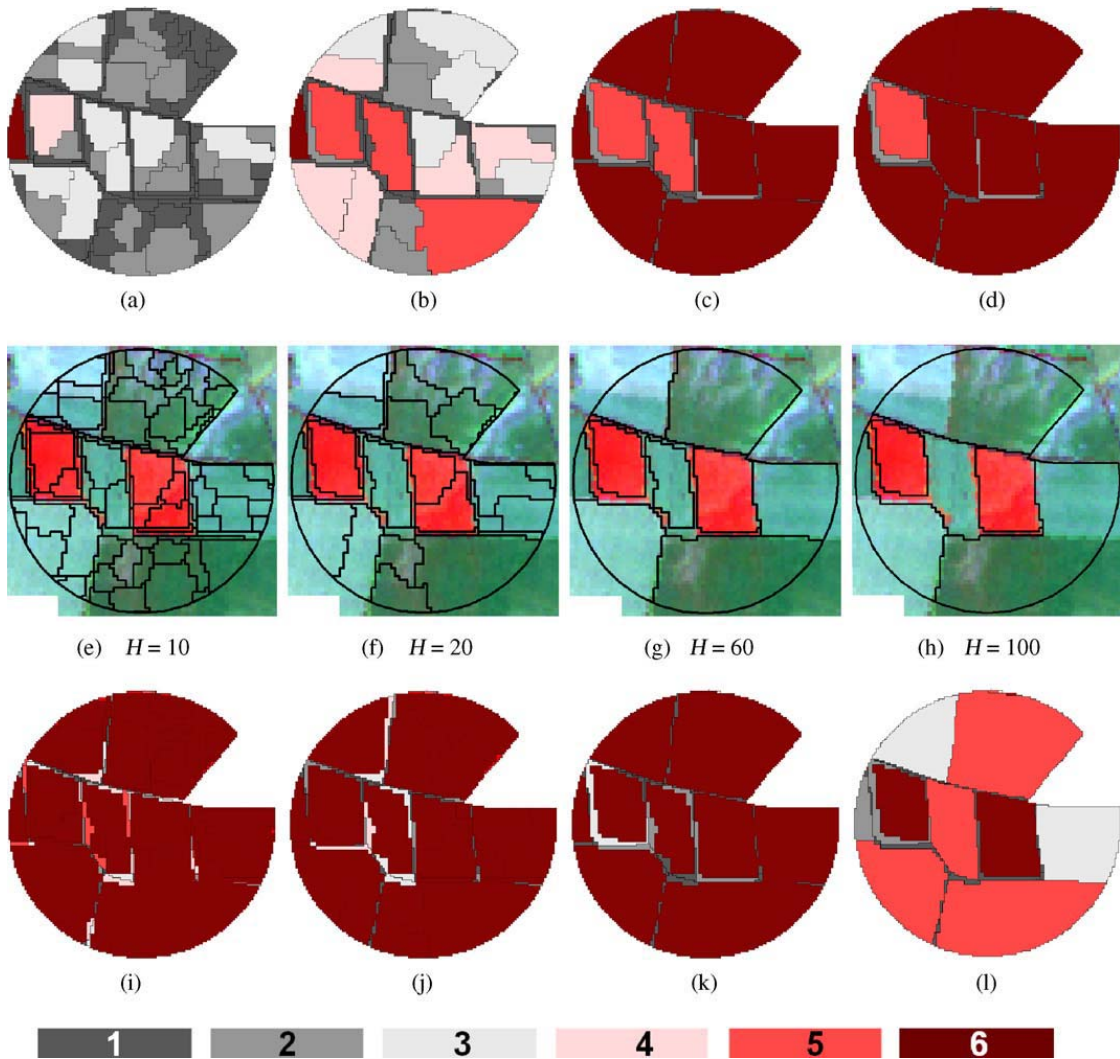 (a) (b) (c) (d)
(e) H = 10 (f) H = 20 (g) H = 60 (h) H = 100
(i) (j) (k) (l)
1 2 3 4 5 6